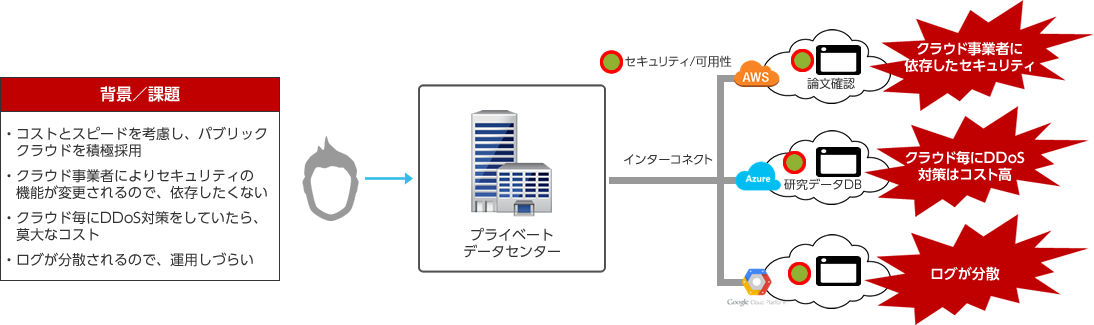 背景／課題
・コストとスピードを考慮し、パブリック
クラウドを積極採用
・クラウド事業者によりセキュリティの
機能が変更されるので、依存したくない
・クラウド毎にDDoS対策をしていたら、
莫大なコスト
・ログが分散されるので、運用しづらい
プライベート
データセンター
インターコネクト
セキュリティ/可用性
AWS
論文確認
クラウド事業者に
依存したセキュリティ
Azure
研究データDB
クラウド毎にDDoS
対策はコスト高
Google Cloud Platform
ログが分散